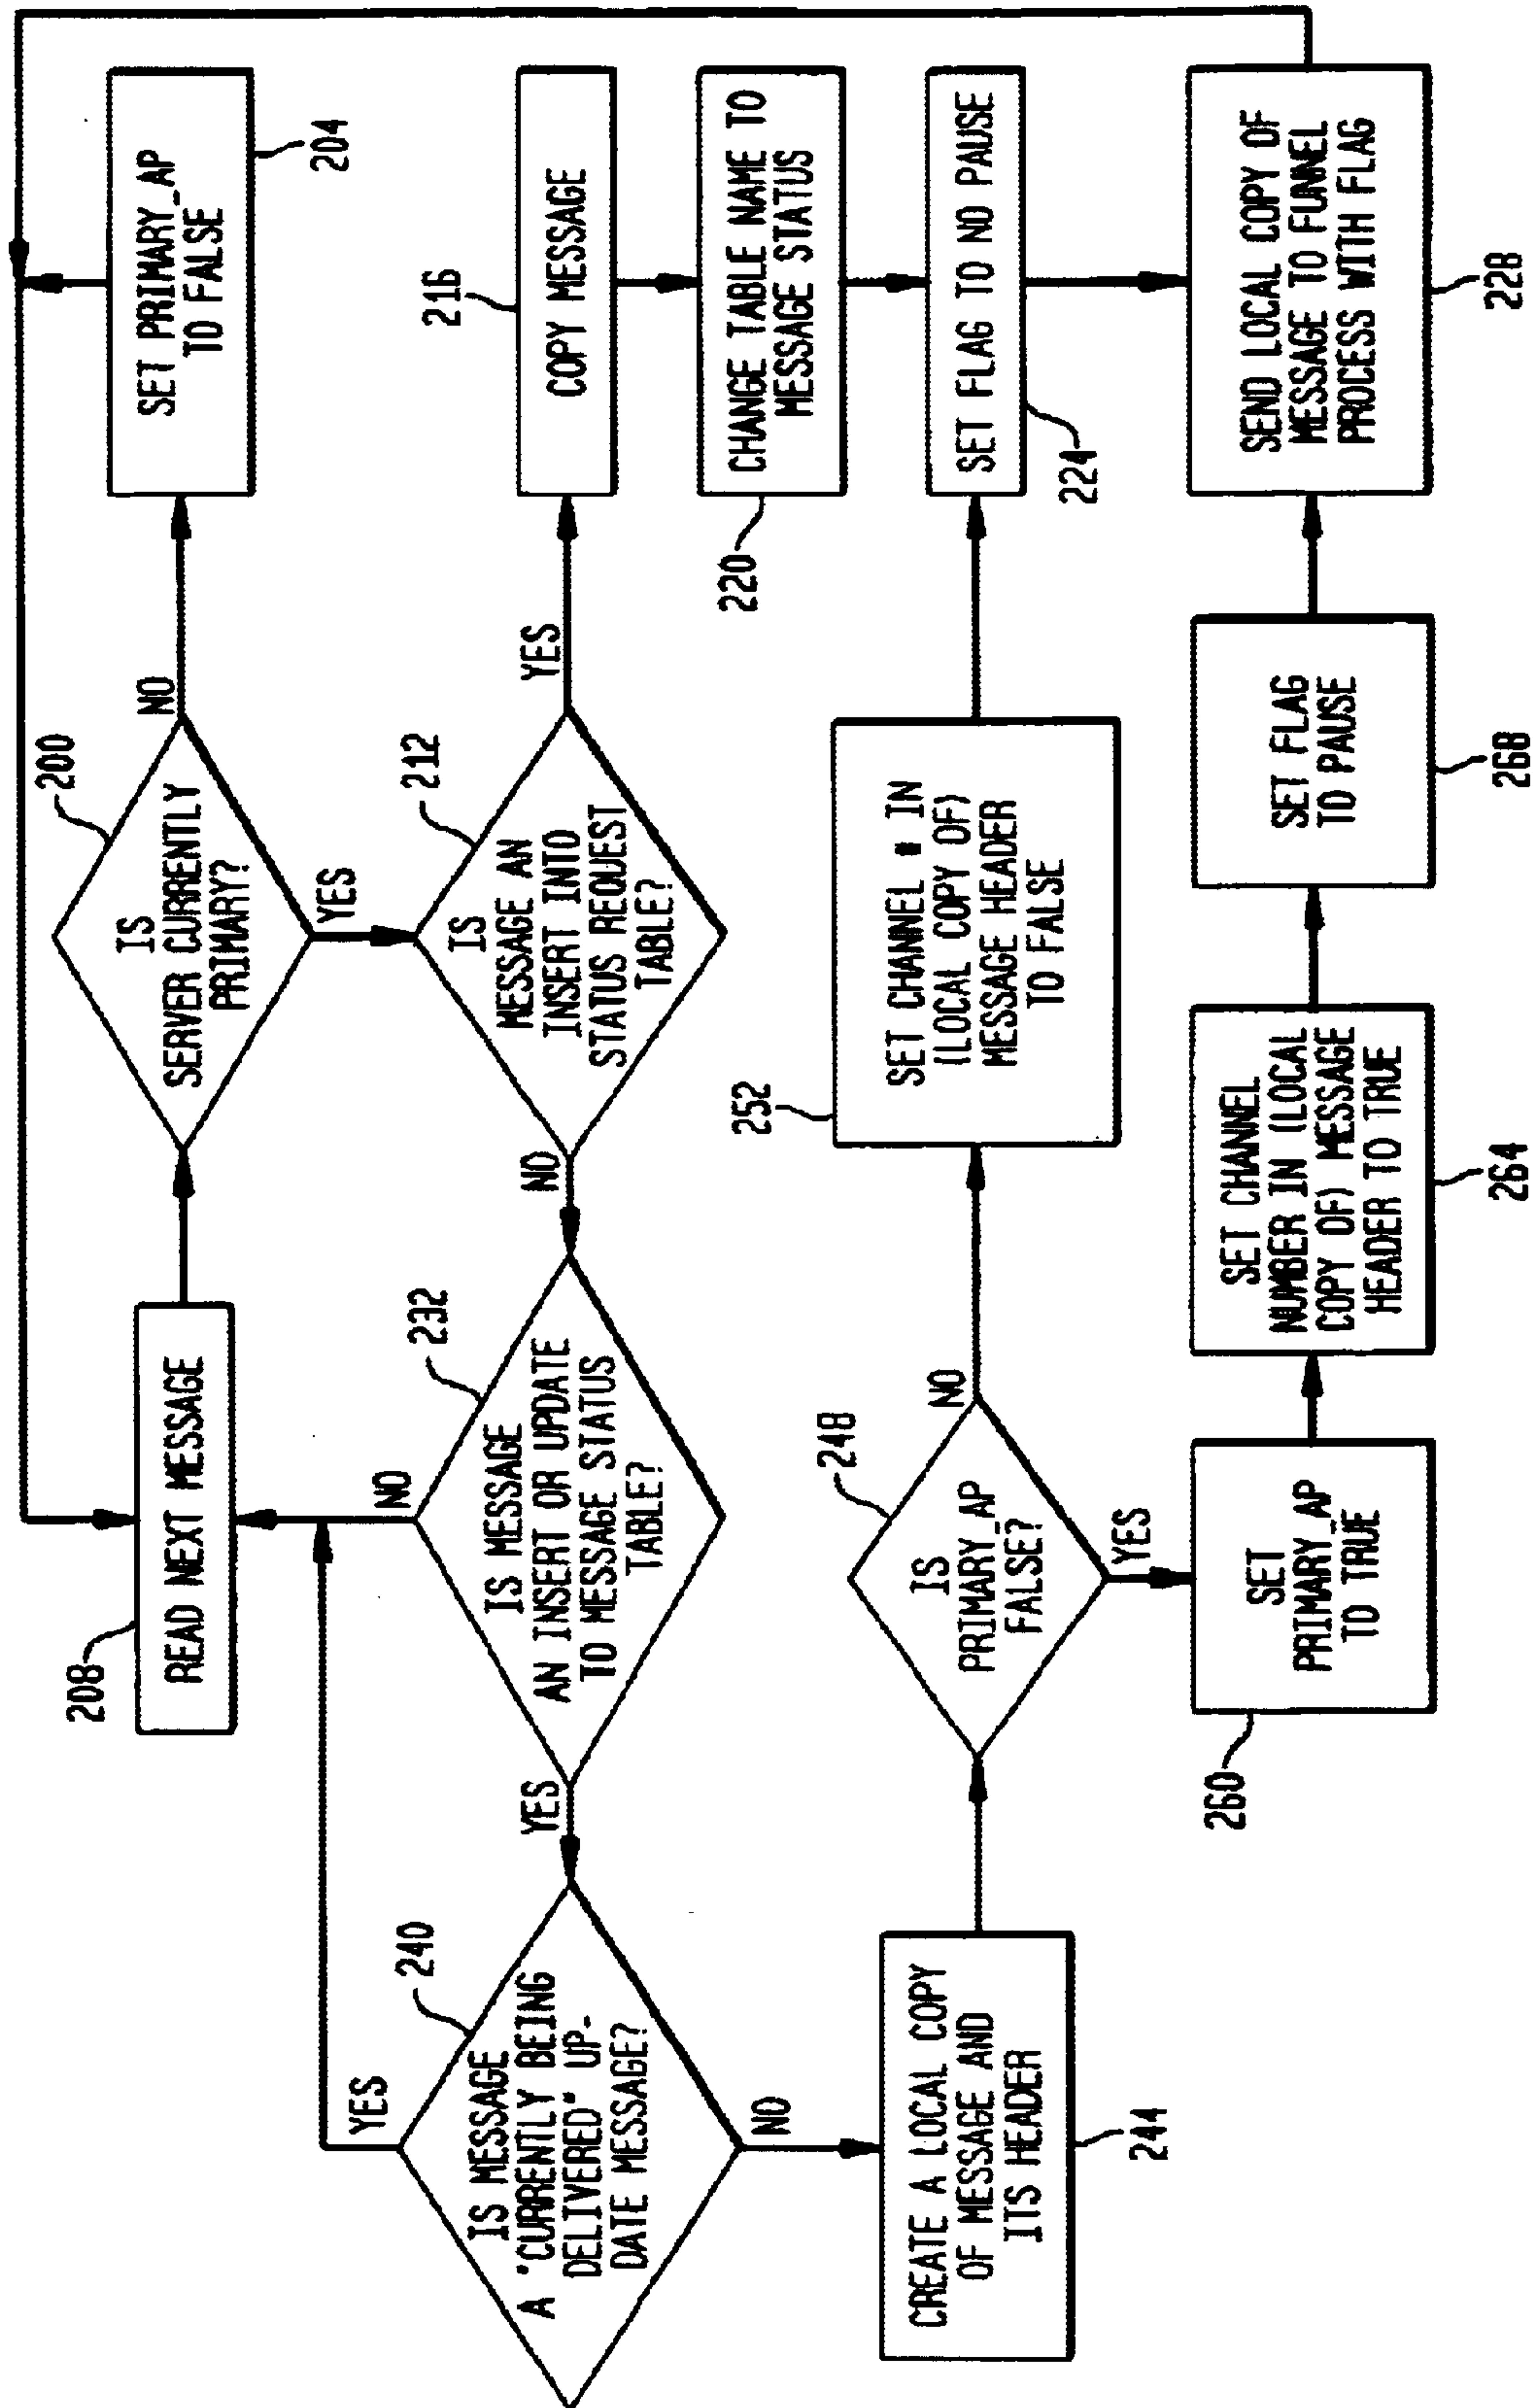 208
READ NEXT MESSAGE
200
IS
SERVER CURRENTLY
PRIMARY?
NO
YES
SET PRIMARY_AP
TO FALSE
204
212
IS
MESSAGE AN
INSERT INTO
STATUS REQUEST
TABLE?
YES
NO
216
COPY MESSAGE
220
CHANGE TABLE NAME TO
MESSAGE STATUS
SET FLAG TO NO PAUSE
224
SEND LOCAL COPY OF
MESSAGE TO FUNNEL
PROCESS WITH FLAG
228
232
IS MESSAGE
AN INSERT OR UPDATE
TO MESSAGE STATUS
TABLE?
NO
YES
240
IS MESSAGE
A "CURRENTLY BEING
DELIVERED" UP-
DATE MESSAGE?
YES
NO
CREATE A LOCAL COPY
OF MESSAGE AND
ITS HEADER
244
248
IS
PRIMARY_AP
FALSE?
NO
YES
252
SET CHANNEL # IN
(LOCAL COPY OF)
MESSAGE HEADER
TO FALSE
260
SET
PRIMARY_AP
TO TRUE
SET CHANNEL
NUMBER IN (LOCAL
COPY OF) MESSAGE
HEADER TO TRUE
264
SET FLAG
TO PAUSE
268